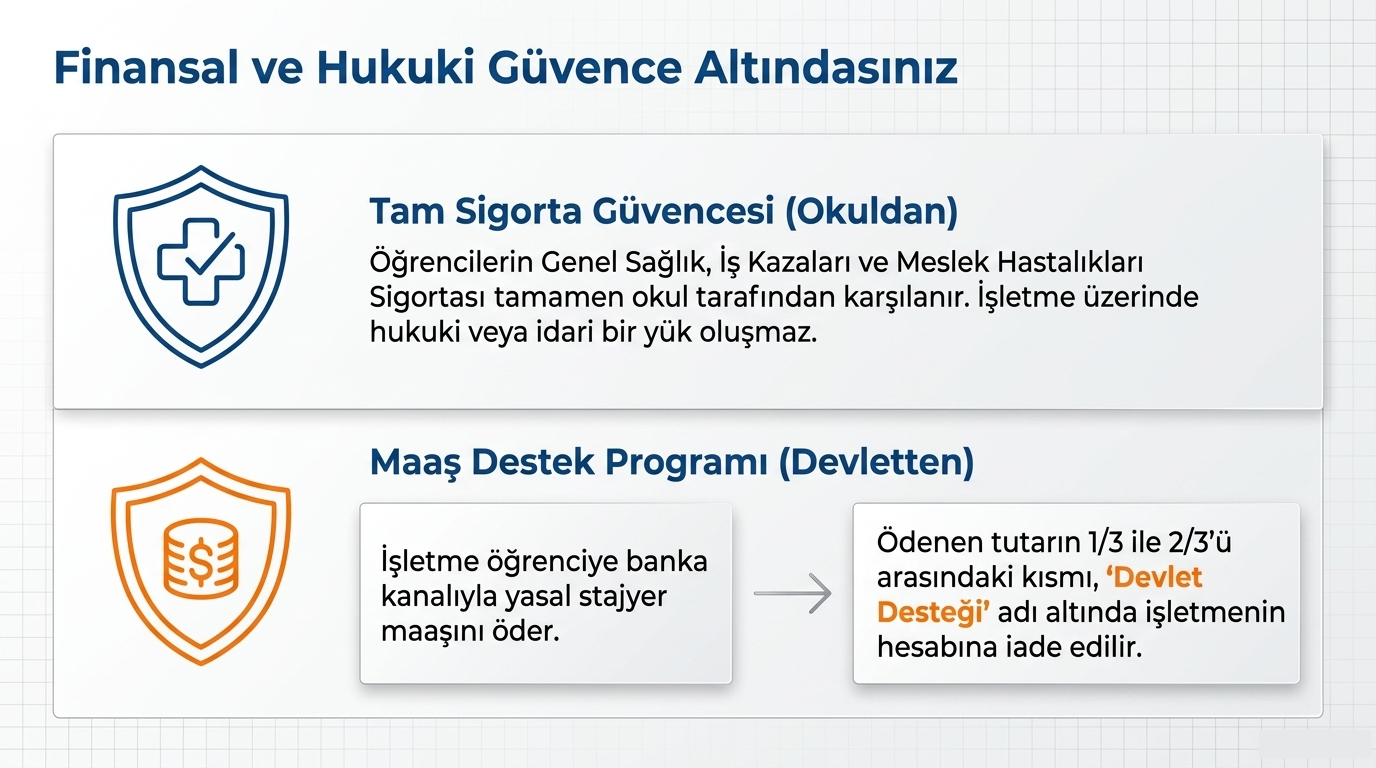 Finansal ve Hukuki Güvence Altındasınız
Tam Sigorta Güvencesi (Okuldan)
Öğrencilerin Genel Sağlık, İş Kazaları ve Meslek Hastalıkları
Sigortası tamamen okul tarafından karşılanır. İşletme üzerinde
hukuki veya idari bir yük oluşmaz.
Maaş Destek Programı (Devletten)
İşletme öğrenciye banka
kanalıyla yasal stajyer
maaşını öder.
Ödenen tutarın 1/3 ile 2/3’ü
arasındaki kısmı, ‘Devlet
Desteği’ adı altında işletmenin
hesabına iade edilir.
$